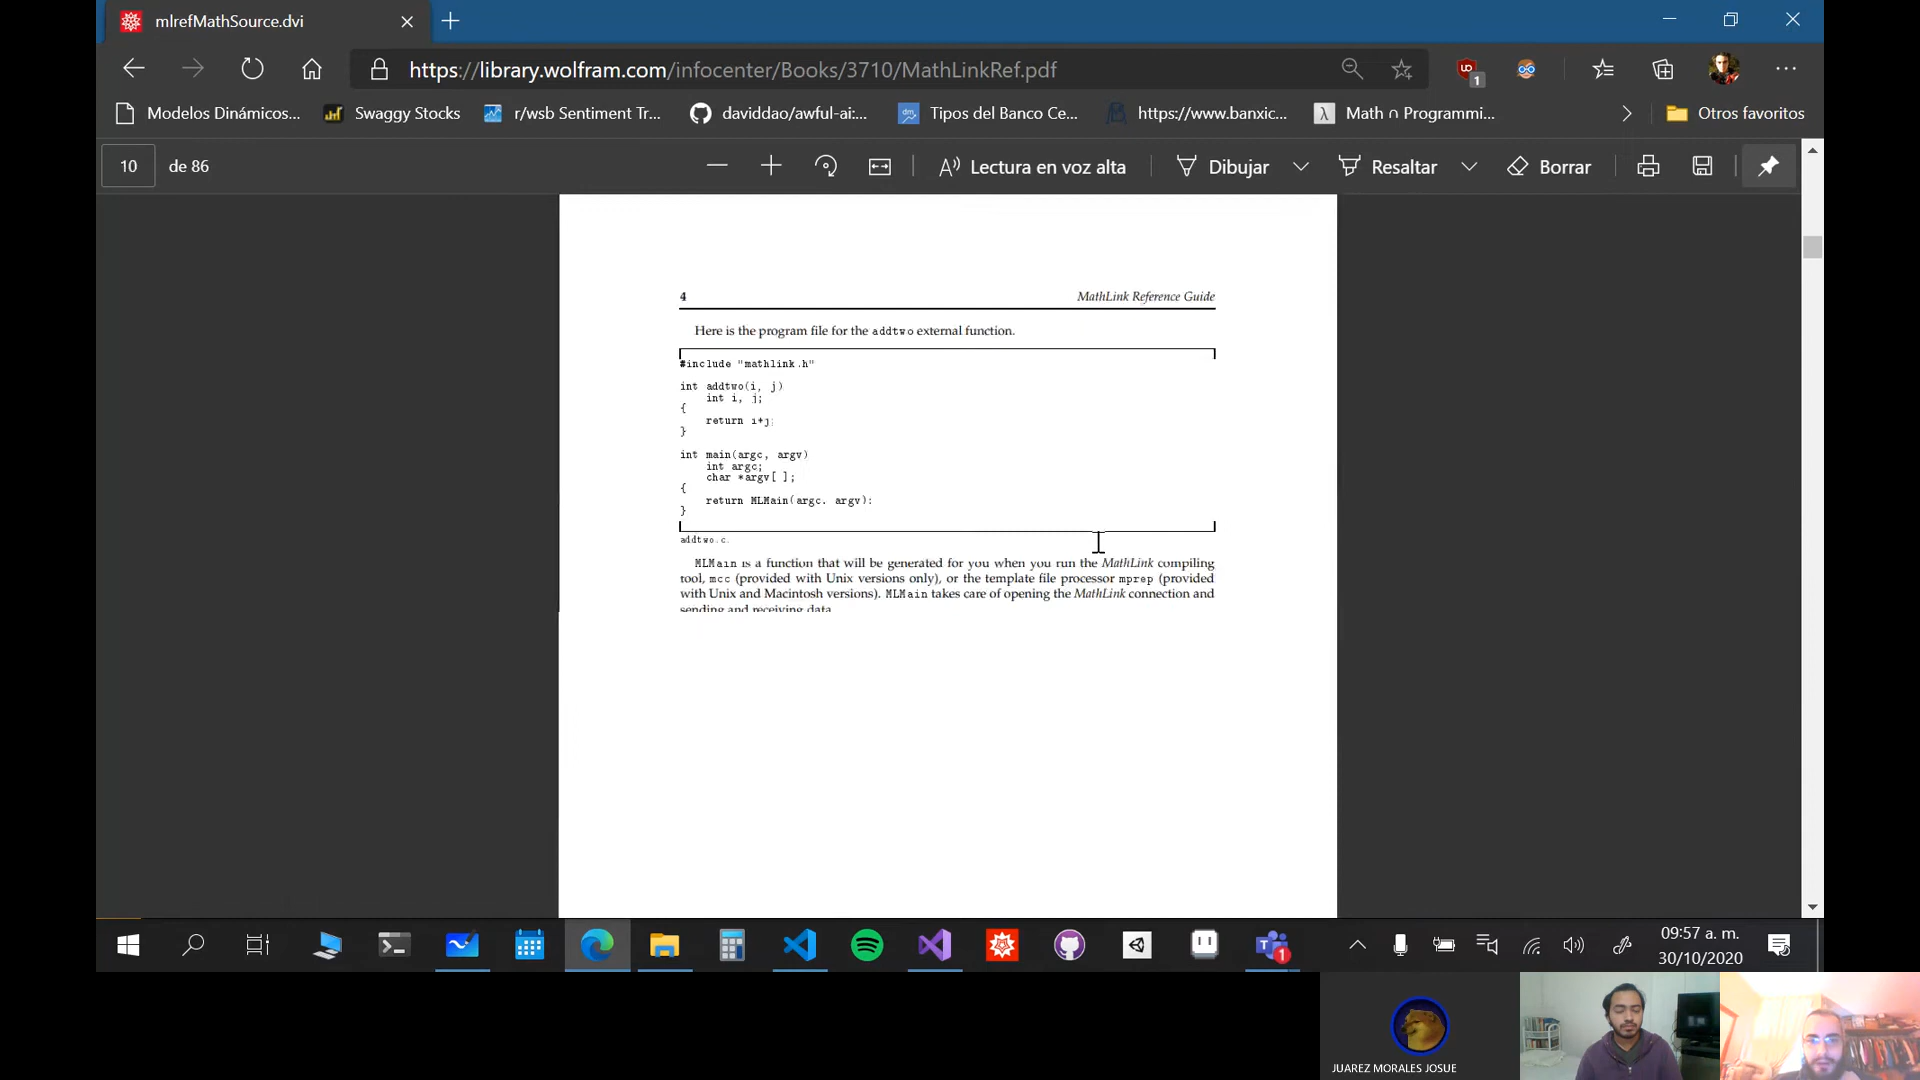 mlrefMathSource.dvi
https://library.wolfram.com/infocenter/Books/3710/MathLinkRef.pdf
1
Modelos Dinámicos... Swaggy Stocks r/wsb Sentiment Tr... daviddao/awful-ai:... Tipos del Banco Ce... https://www.banxic... Math ∩ Programmi... Otros favoritos
10 de 86 Lectura en voz alta Dibujar Resaltar Borrar
4 MathLink Reference Guide
Here is the program file for the addtwo external function.
#include "mathlink.h"
int addtwo(i, j)
int i, j;
{
return i+j;
}
int main(argc, argv)
int argc;
char *argv[ ];
{
return MLMain(argc, argv);
}
addtwo.c.
MLMain is a function that will be generated for you when you run the MathLink compiling
tool, mcc (provided with Unix versions only), or the template file processor mprep (provided
with Unix and Macintosh versions). MLMain takes care of opening the MathLink connection and
sending and receiving data
09:57 a. m.
30/10/2020
1
JUAREZ MORALES JOSUE